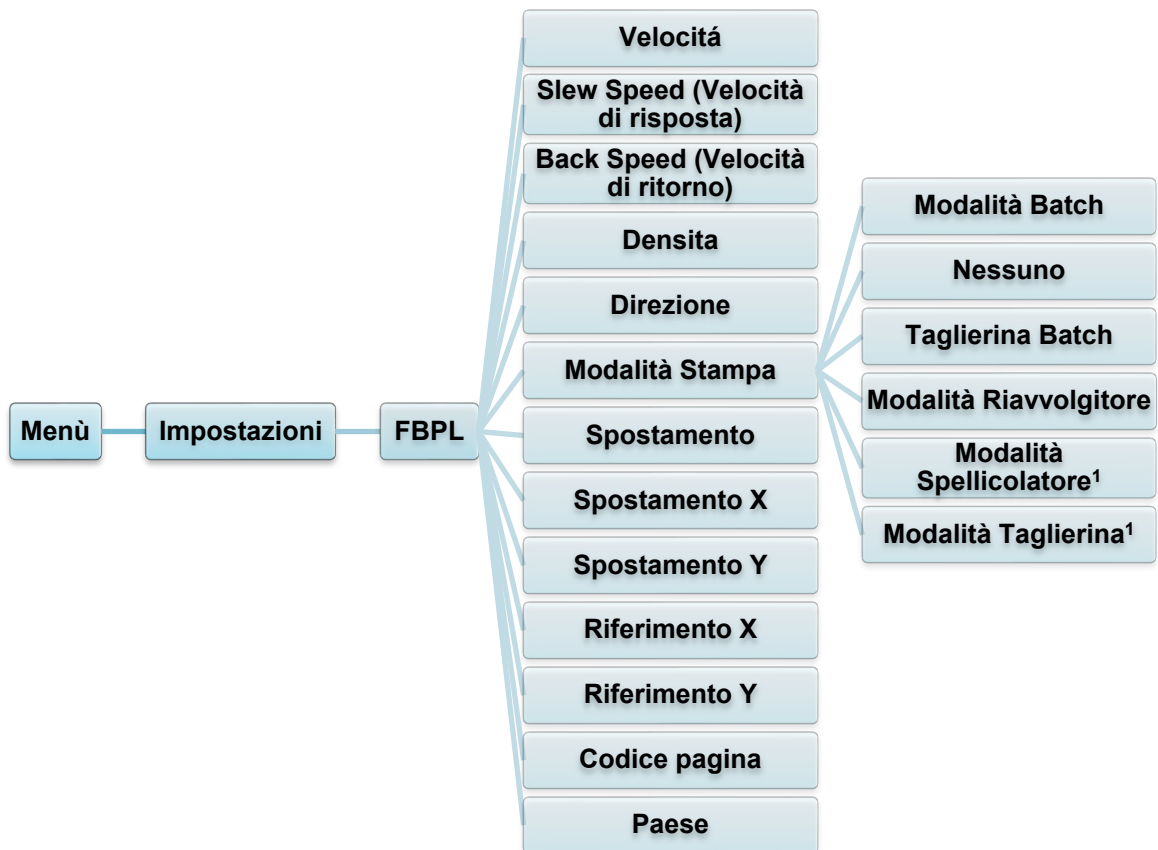 Menù
Impostazioni
FBPL
Velocitá
Slew Speed (Velocità
di risposta)
Back Speed (Velocità
di ritorno)
Densita
Direzione
Modalità Stampa
Spostamento
Spostamento X
Spostamento Y
Riferimento X
Riferimento Y
Codice pagina
Paese
Modalità Batch
Nessuno
Taglierina Batch
Modalità Riavvolgitore
Modalità
Spellicolatore¹
Modalità Taglierina¹